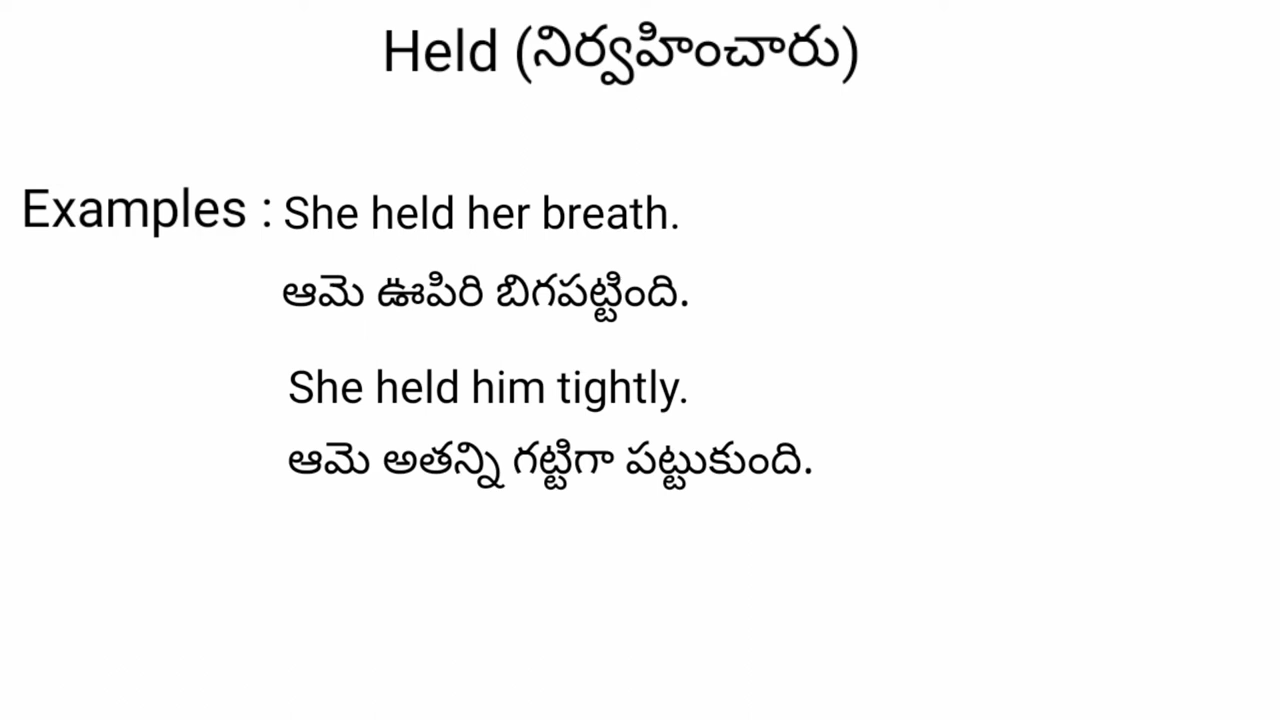 Held (నిర్వహించారు)
Examples : She held her breath.
ఆమె ఊపిరి బిగపట్టింది.
She held him tightly.
ఆమె అతన్ని గట్టిగా పట్టుకుంది.